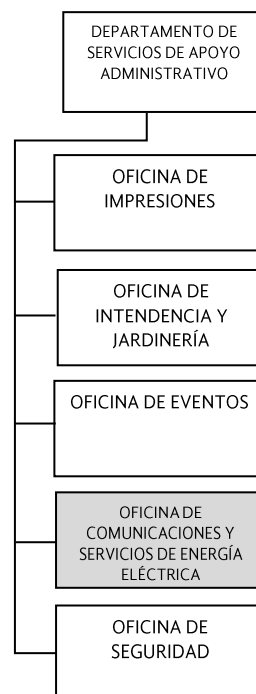 DEPARTAMENTO DE
SERVICIOS DE APOYO
ADMINISTRATIVO
OFICINA DE
IMPRESIONES
OFICINA DE
INTENDENCIA Y
JARDINERÍA
OFICINA DE EVENTOS
OFICINA DE
COMUNICACIONES Y
SERVICIOS DE ENERGÍA
ELÉCTRICA
OFICINA DE
SEGURIDAD